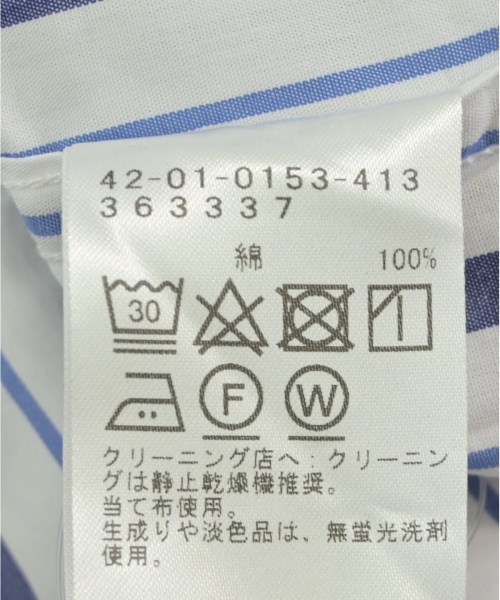 42-01-0153-413
363337
綿 100%
30
F W
クリーニング店へ：クリーニン
グは静止乾燥機推奨。
当て布使用。
生成りや淡色品は、無蛍光洗剤
使用。